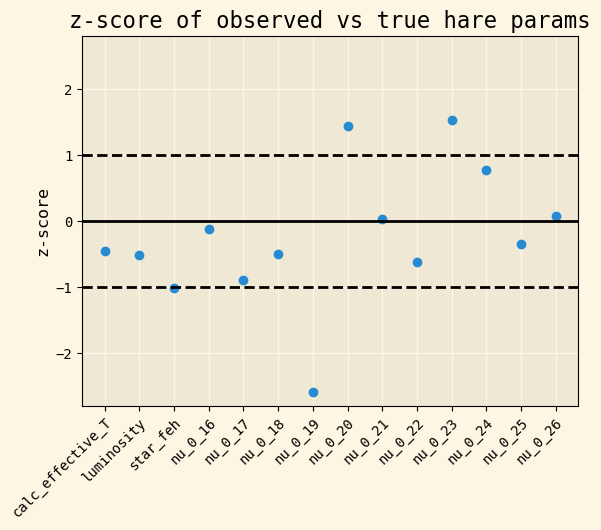 z-score of observed vs true hare params
z-score
2
1
0
−1
−2
calc_effective_T
luminosity
star_feh
nu_0_16
nu_0_17
nu_0_18
nu_0_19
nu_0_20
nu_0_21
nu_0_22
nu_0_23
nu_0_24
nu_0_25
nu_0_26